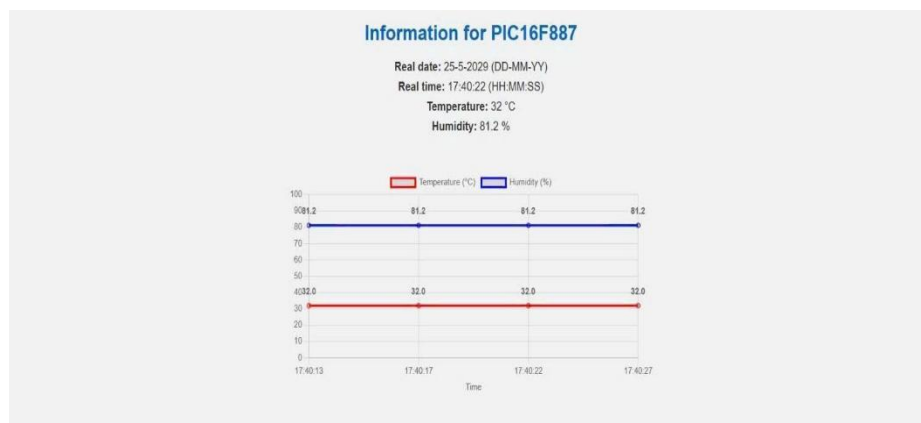 Information for PIC16F887
Real date: 25-5-2029 (DD-MM-YY)
Real time: 17:40:22 (HH:MM:SS)
Temperature: 32 °C
Humidity: 81.2 %
Temperature (°C) Humidity (%)
100
90
81.2 81.2 81.2 81.2
80
70
60
50
40
32.0 32.0 32.0 32.0
30
20
10
0
17:40:13 17:40:17 17:40:22 17:40:27
Time